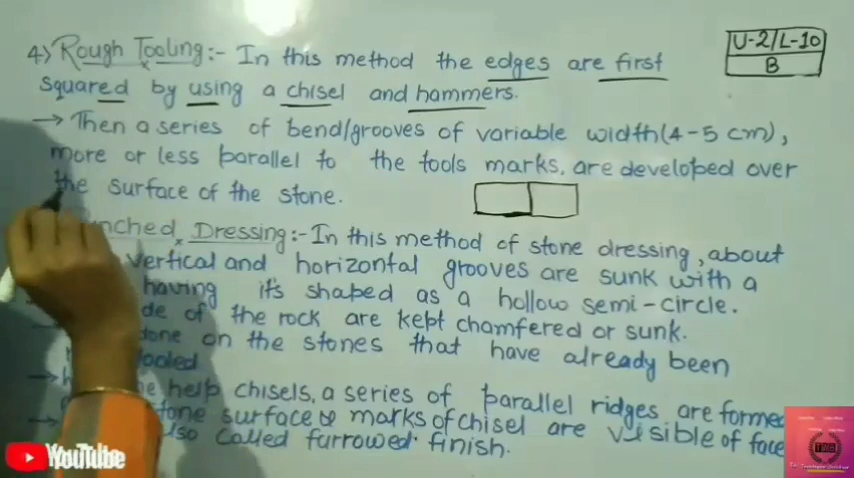 4) Rough Tooling:- In this method the edges are first
squared by using a chisel and hammers.
U-2/L-10
B
→ Then a series of bend/grooves of variable width(4-5 cm),
more or less parallel to the tools marks, are developed over
the surface of the stone.
Dressing:- In this method of stone dressing, about
vertical and horizontal grooves are sunk with a
having it's shaped as a hollow semi-circle.
of the rock are kept chamfered or sunk.
on the stones that have already been
tooled
help chisels, a series of parallel ridges are formed
surface & marks of chisel are visible of face
called furrowed finish.
YouTube